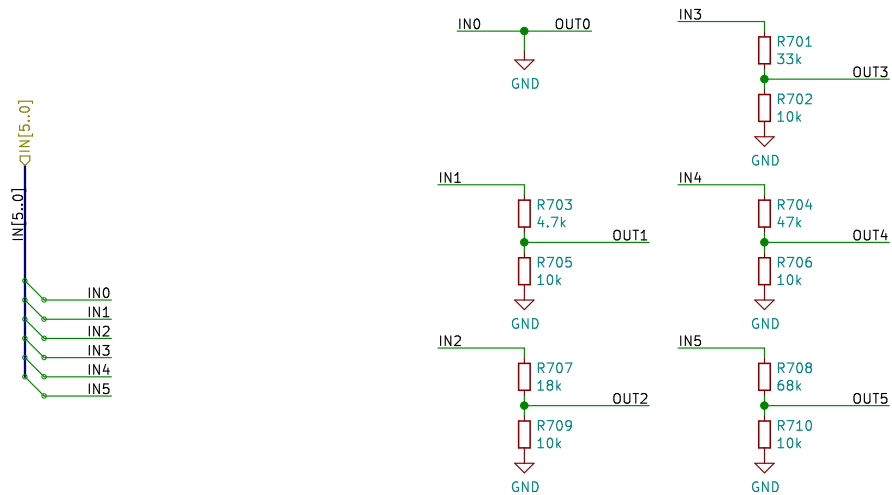 IN[5..0]
IN[5..0]
IN0
IN1
IN2
IN3
IN4
IN5
IN0 OUT0
GND
IN1
R703
4.7k
OUT1
R705
10k
GND
IN2
R707
18k
OUT2
R709
10k
GND
IN3
R701
33k
OUT3
R702
10k
GND
IN4
R704
47k
OUT4
R706
10k
GND
IN5
R708
68k
OUT5
R710
10k
GND